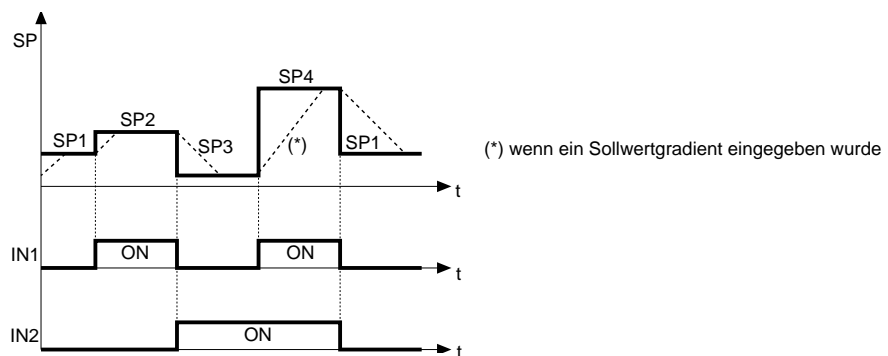 SP
SP4
SP2
SP1
SP3
(*)
SP1
(*) wenn ein Sollwertgradient eingegeben wurde
t
IN1
ON
ON
t
IN2
ON
t